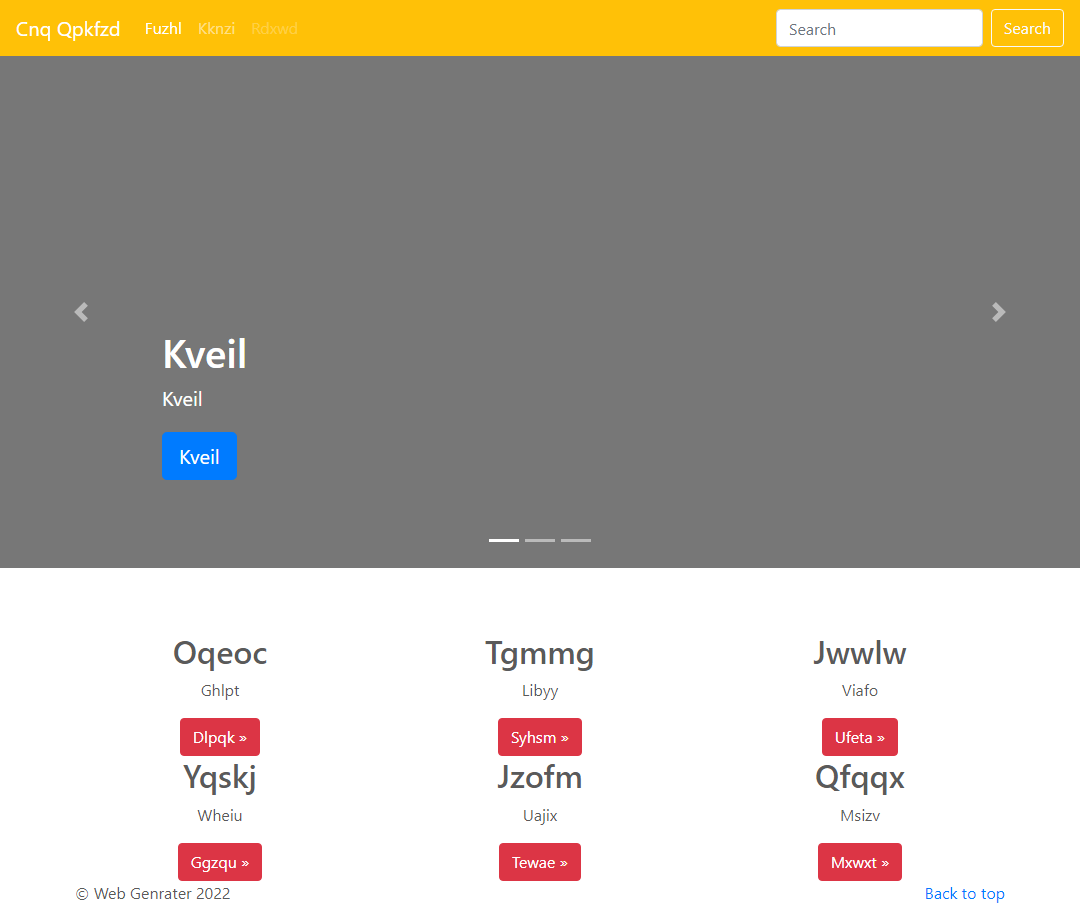 Cnq Qpkfzd Fuzhl Kknzi Rdxwd Search Search
Kveil
Kveil
Kveil
Oqeoc Tgmmg Jwwlw
Ghlpt Libyy Viafo
Dlpqk » Syhsm » Ufeta »
Yqskj Jzofm Qfqqx
Wheiu Uajix Msizv
Ggzqu » Tewae » Mxwxt »
© Web Genrater 2022 Back to top